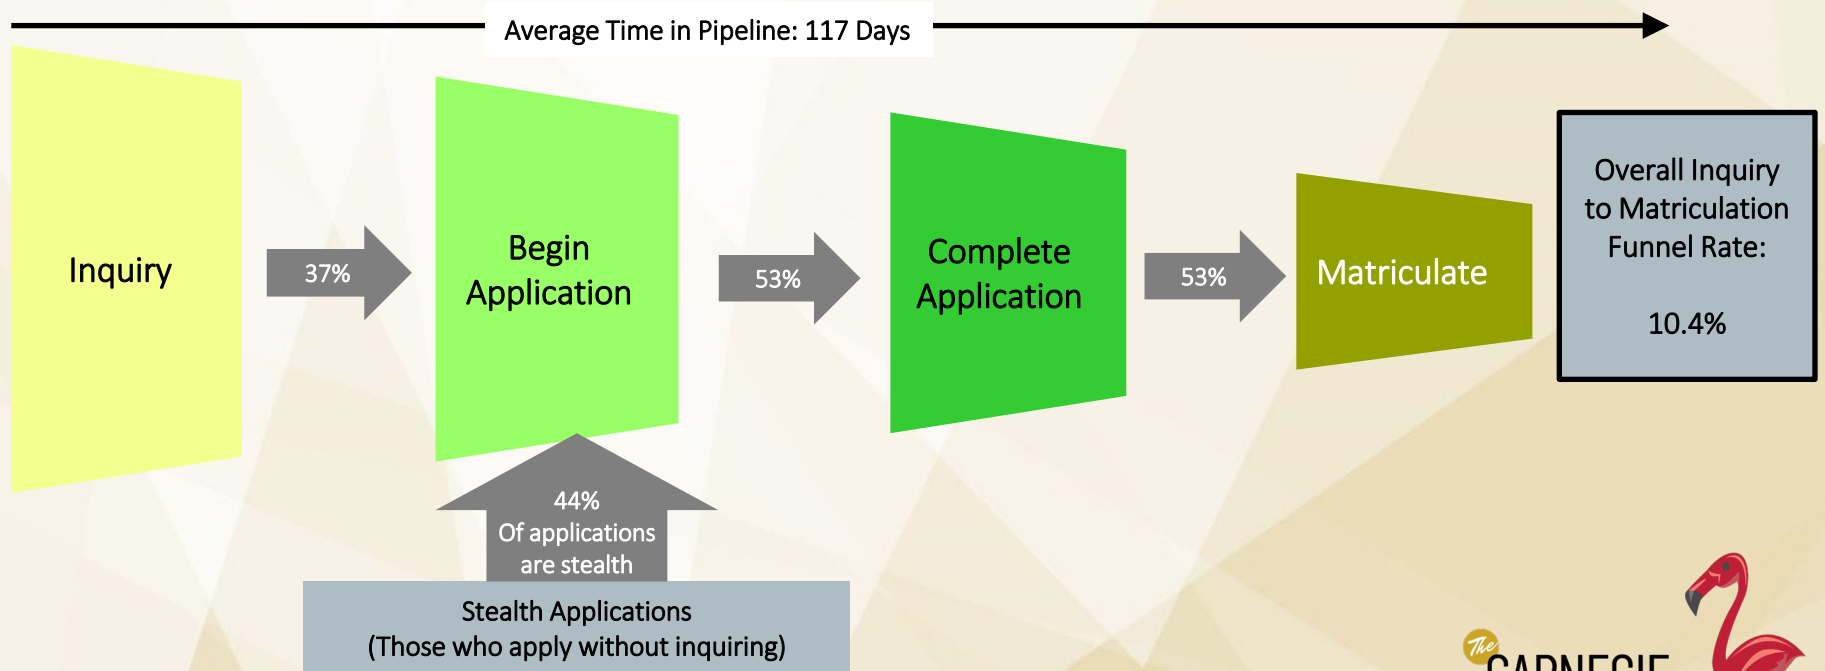 Average Time in Pipeline: 117 Days
Inquiry
37%
Begin
Application
53%
Complete
Application
53%
Matriculate
Overall Inquiry
to Matriculation
Funnel Rate:
10.4%
44%
Of applications
are stealth
Stealth Applications
(Those who apply without inquiring)
The
CARNEGIE